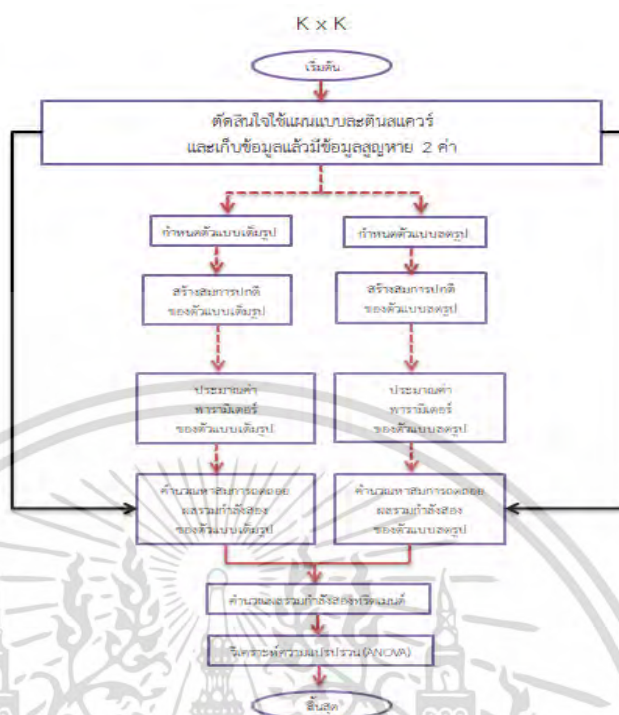 K x K
เริ่มต้น
ตัดสินใจใช้แผนแบบละตินสแควร์
และเก็บข้อมูลแล้วมีข้อมูลสูญหาย 2 ค่า
กำหนดตัวแบบเต็มรูป
กำหนดตัวแบบลดรูป
สร้างสมการปกติ
ของตัวแบบเต็มรูป
สร้างสมการปกติ
ของตัวแบบลดรูป
ประมาณค่า
พารามิเตอร์
ของตัวแบบเต็มรูป
ประมาณค่า
พารามิเตอร์
ของตัวแบบลดรูป
คำนวณหาสมการถดถอย
ผลรวมกำลังสอง
ของตัวแบบเต็มรูป
คำนวณหาสมการถดถอย
ผลรวมกำลังสอง
ของตัวแบบลดรูป
คำนวณผลรวมกำลังสองทรีตเมนต์
วิเคราะห์ความแปรปรวน (ANOVA)
สิ้นสุด